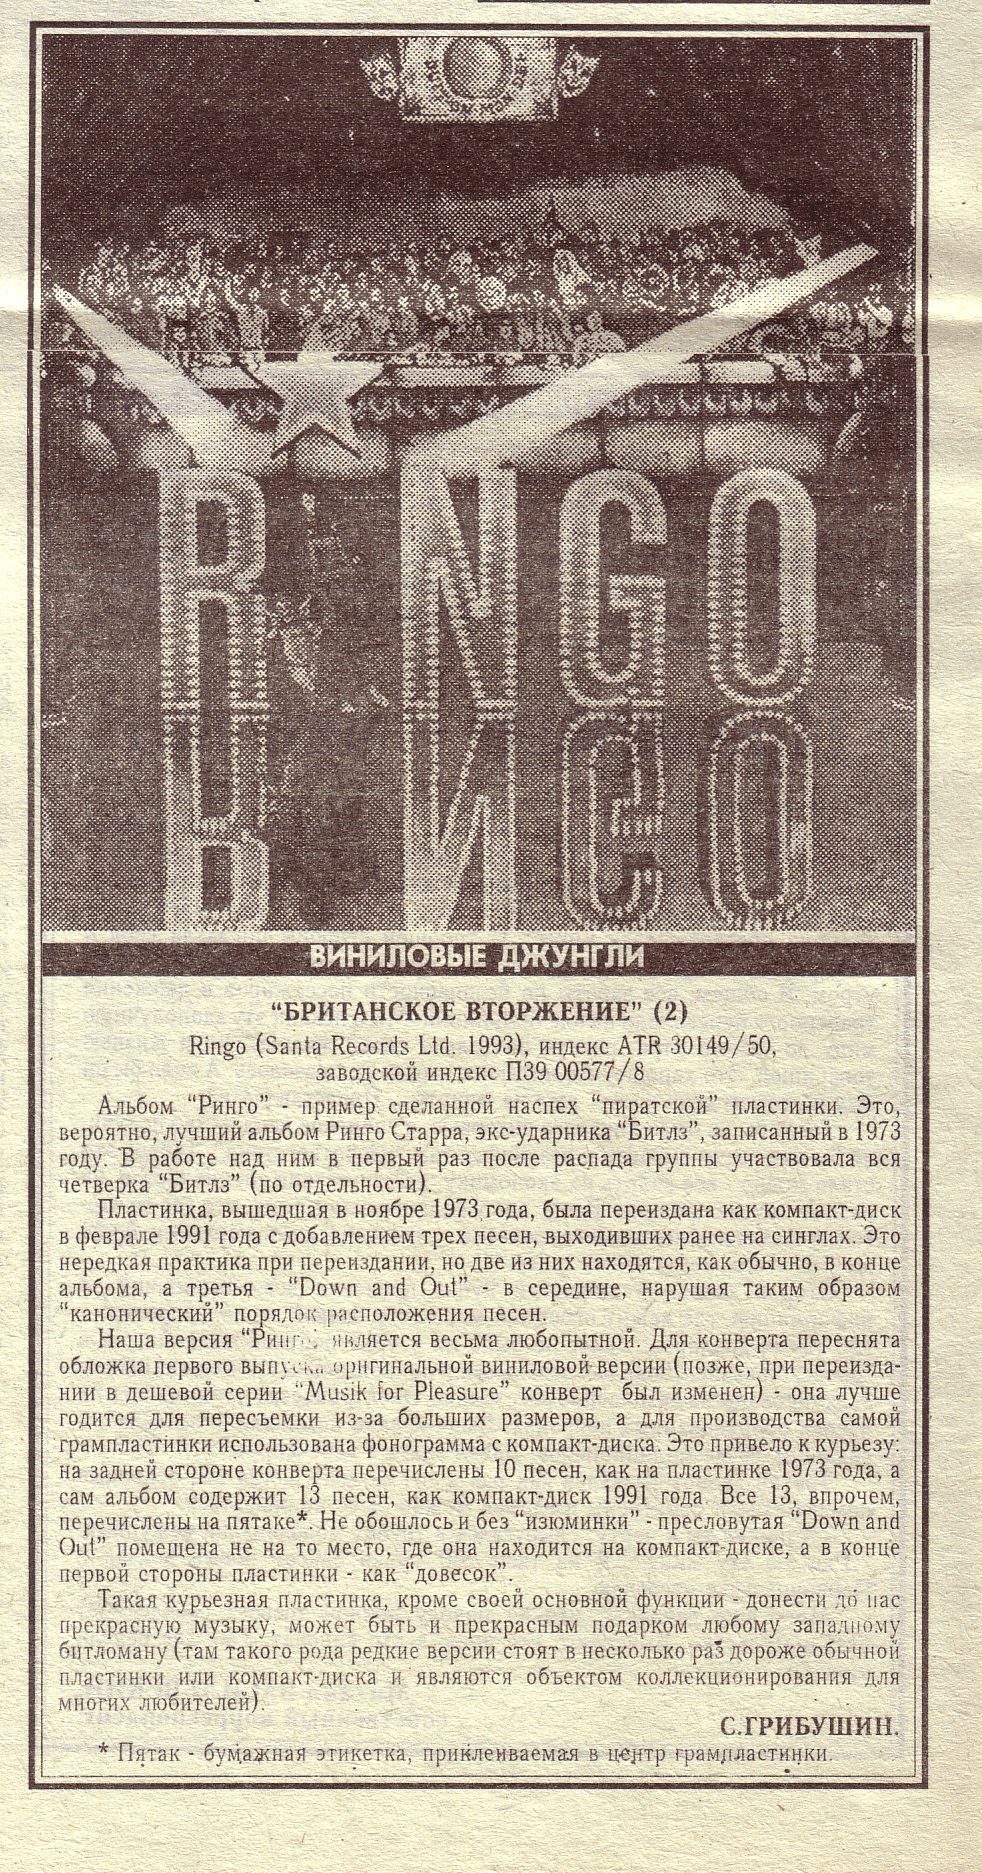 RINGO
ВИНИЛОВЫЕ ДЖУНГЛИ
“БРИТАНСКОЕ ВТОРЖЕНИЕ” (2)
Ringo (Santa Records Ltd. 1993), индекс ATR 30149/50,
заводской индекс П39 00577/8
Альбом “Ринго” - пример сделанной наспех “пиратской” пластинки. Это,
вероятно, лучший альбом Ринго Старра, экс-ударника “Битлз”, записанный в 1973
году. В работе над ним в первый раз после распада группы участвовала вся
четверка “Битлз” (по отдельности).
Пластинка, вышедшая в ноябре 1973 года, была переиздана как компакт-диск
в феврале 1991 года с добавлением трех песен, выходивших ранее на синглах. Это
нередкая практика при переиздании, но две из них находятся, как обычно, в конце
альбома, а третья - “Down and Out” - в середине, нарушая таким образом
“канонический” порядок расположения песен.
Наша версия “Ринго” является весьма любопытной. Для конверта переснята
обложка первого выпуска оригинальной виниловой версии (позже, при переизда-
нии в дешевой серии “Musik for Pleasure” конверт был изменен) - она лучше
годится для пересъемки из-за больших размеров, а для производства самой
грампластинки использована фонограмма с компакт-диска. Это привело к курьезу:
на задней стороне конверта перечислены 10 песен, как на пластинке 1973 года, а
сам альбом содержит 13 песен, как компакт-диск 1991 года. Все 13, впрочем,
перечислены на пятаке*. Не обошлось и без “изюминки” - пресловутая “Down and
Out” помещена не на то место, где она находится на компакт-диске, а в конце
первой стороны пластинки - как “довесок”.
Такая курьезная пластинка, кроме своей основной функции - донести до нас
прекрасную музыку, может быть и прекрасным подарком любому западному
битломану (там такого рода редкие версии стоят в несколько раз дороже обычной
пластинки или компакт-диска и являются объектом коллекционирования для
многих любителей).
С.ГРИБУШИН.
* Пятак - бумажная этикетка, приклеиваемая в центр грампластинки.